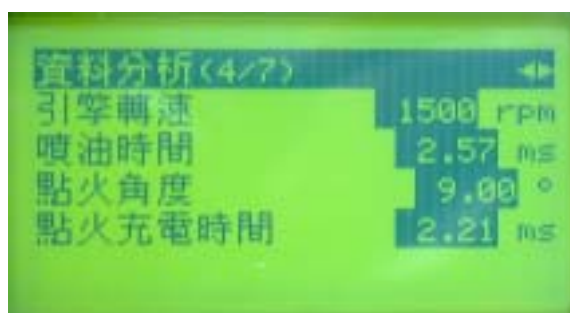 資料分析(4/7)
引擎轉速 1500 rpm
噴油時間 2.57 ms
點火角度 9.00 °
點火充電時間 2.21 ms